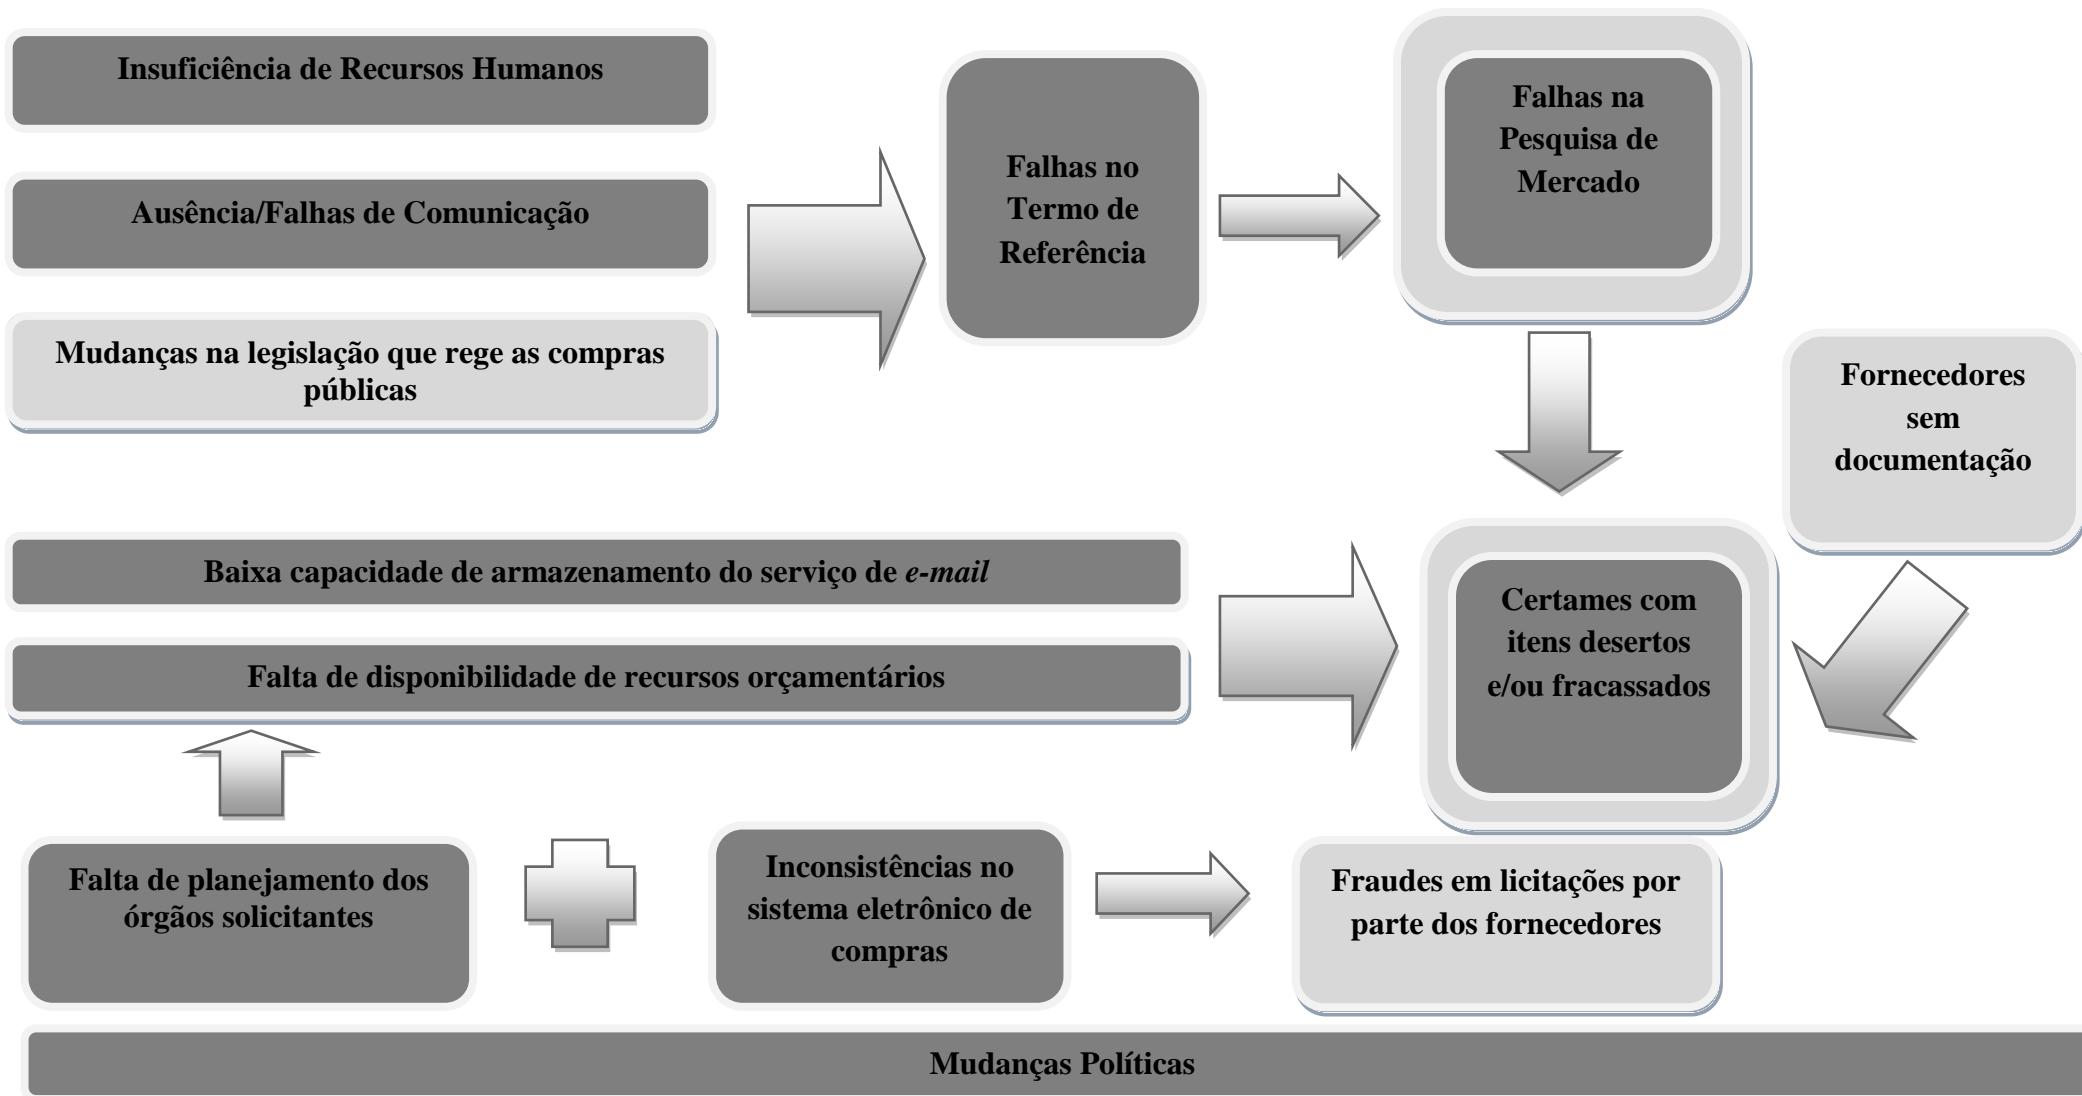 Insuficiência de Recursos Humanos
Ausência/Falhas de Comunicação
Mudanças na legislação que rege as compras
públicas
Falhas no
Termo de
Referência
Falhas na
Pesquisa de
Mercado
Fornecedores
sem
documentação
Baixa capacidade de armazenamento do serviço de e-mail
Falta de disponibilidade de recursos orçamentários
Certames com
itens desertos
e/ou fracassados
Falta de planejamento dos
órgãos solicitantes
Inconsistências no
sistema eletrônico de
compras
Fraudes em licitações por
parte dos fornecedores
Mudanças Políticas